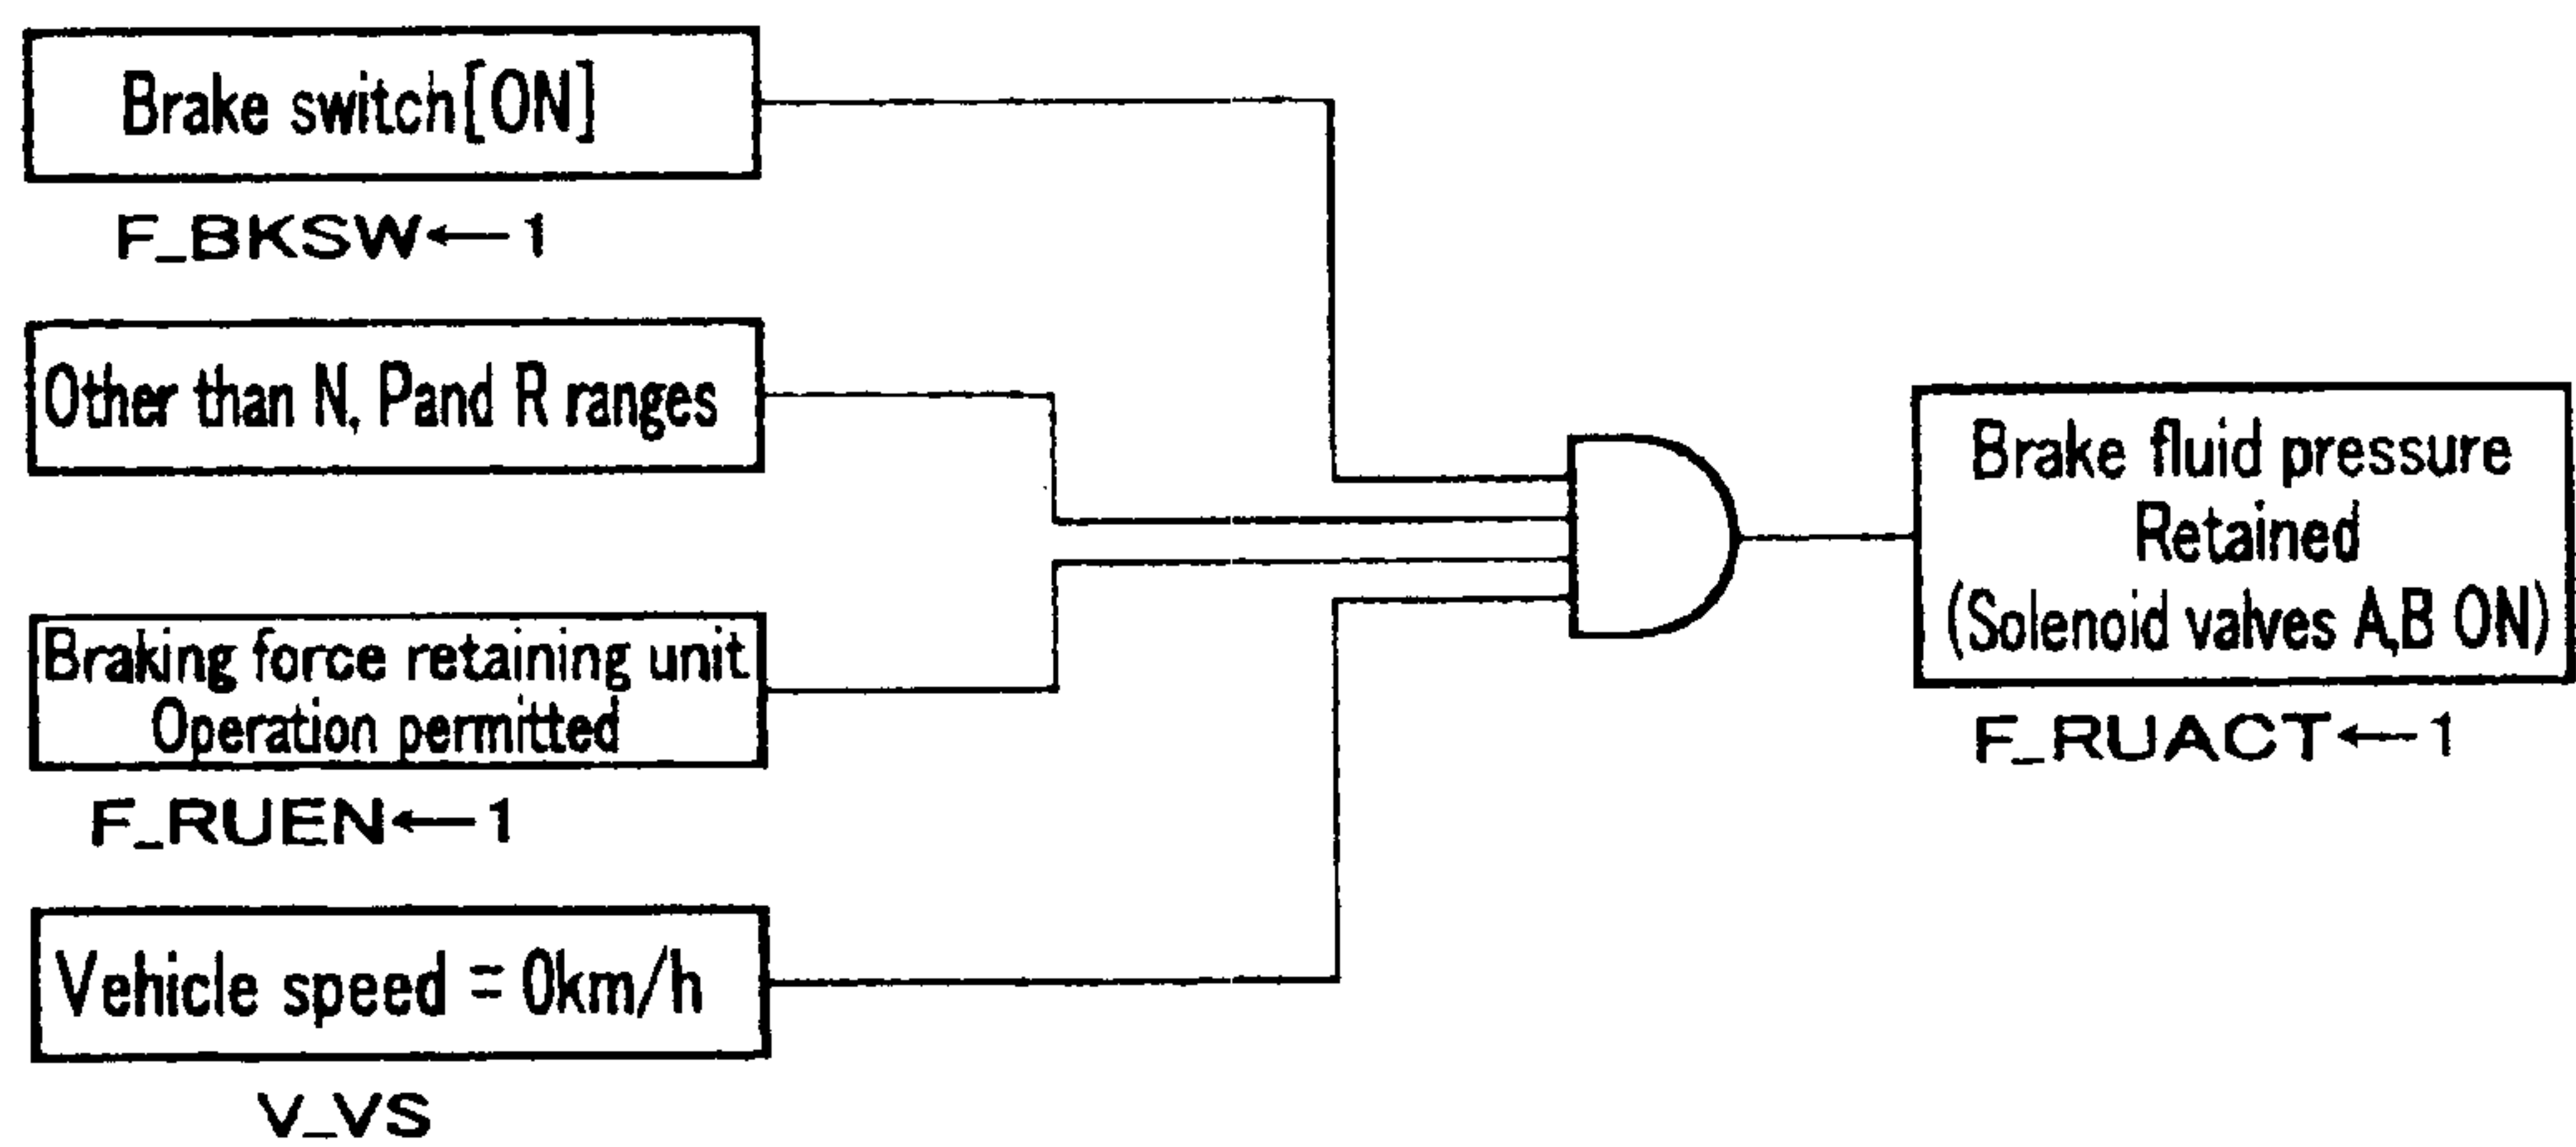 Brake switch[ON]
F_BKSW←1
Other than N, Pand R ranges
Braking force retaining unit
Operation permitted
F_RUEN←1
Vehicle speed = 0km/h
V_VS
Brake fluid pressure
Retained
(Solenoid valves A,B ON)
F_RUACT←1